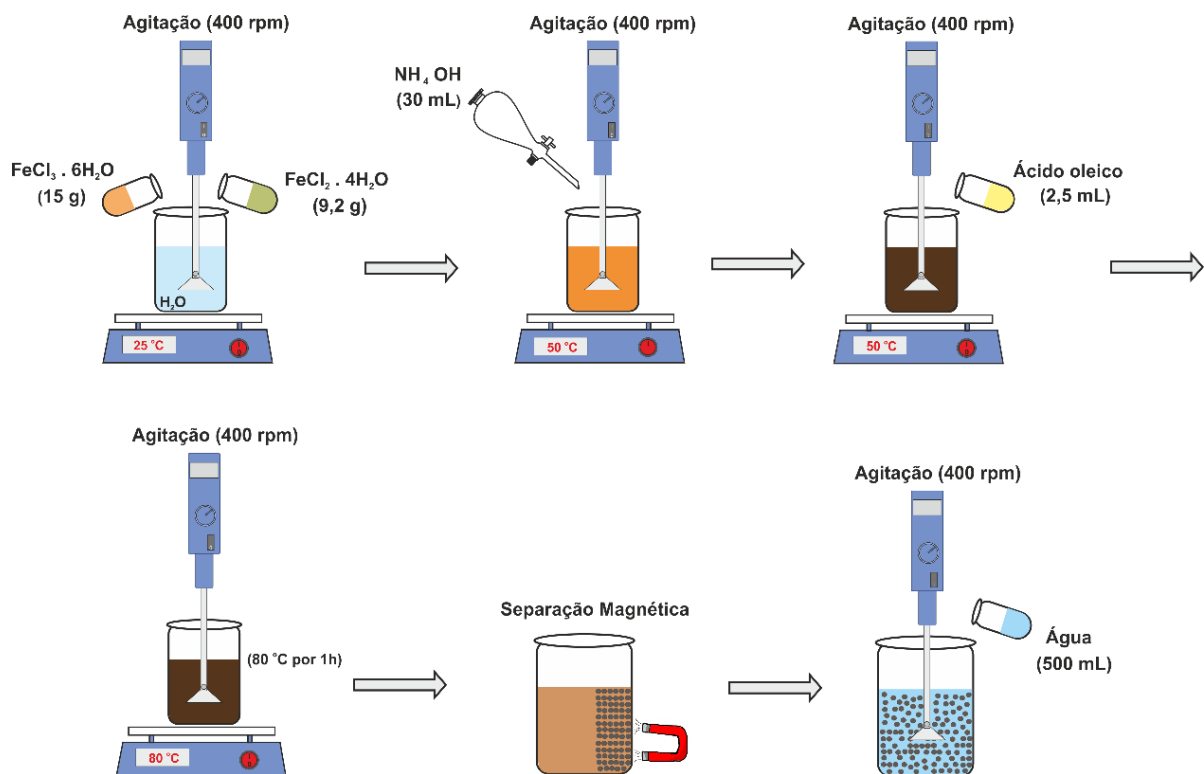 Agitação (400 rpm)
Agitação (400 rpm)
Agitação (400 rpm)
FeCl₃ . 6H₂O
(15 g)
FeCl₂ . 4H₂O
(9,2 g)
H₂O
25 °C
NH₄ OH
(30 mL)
50 °C
Ácido oleico
(2,5 mL)
50 °C
Agitação (400 rpm)
(80 °C por 1h)
80 °C
Separação Magnética
Agitação (400 rpm)
Água
(500 mL)